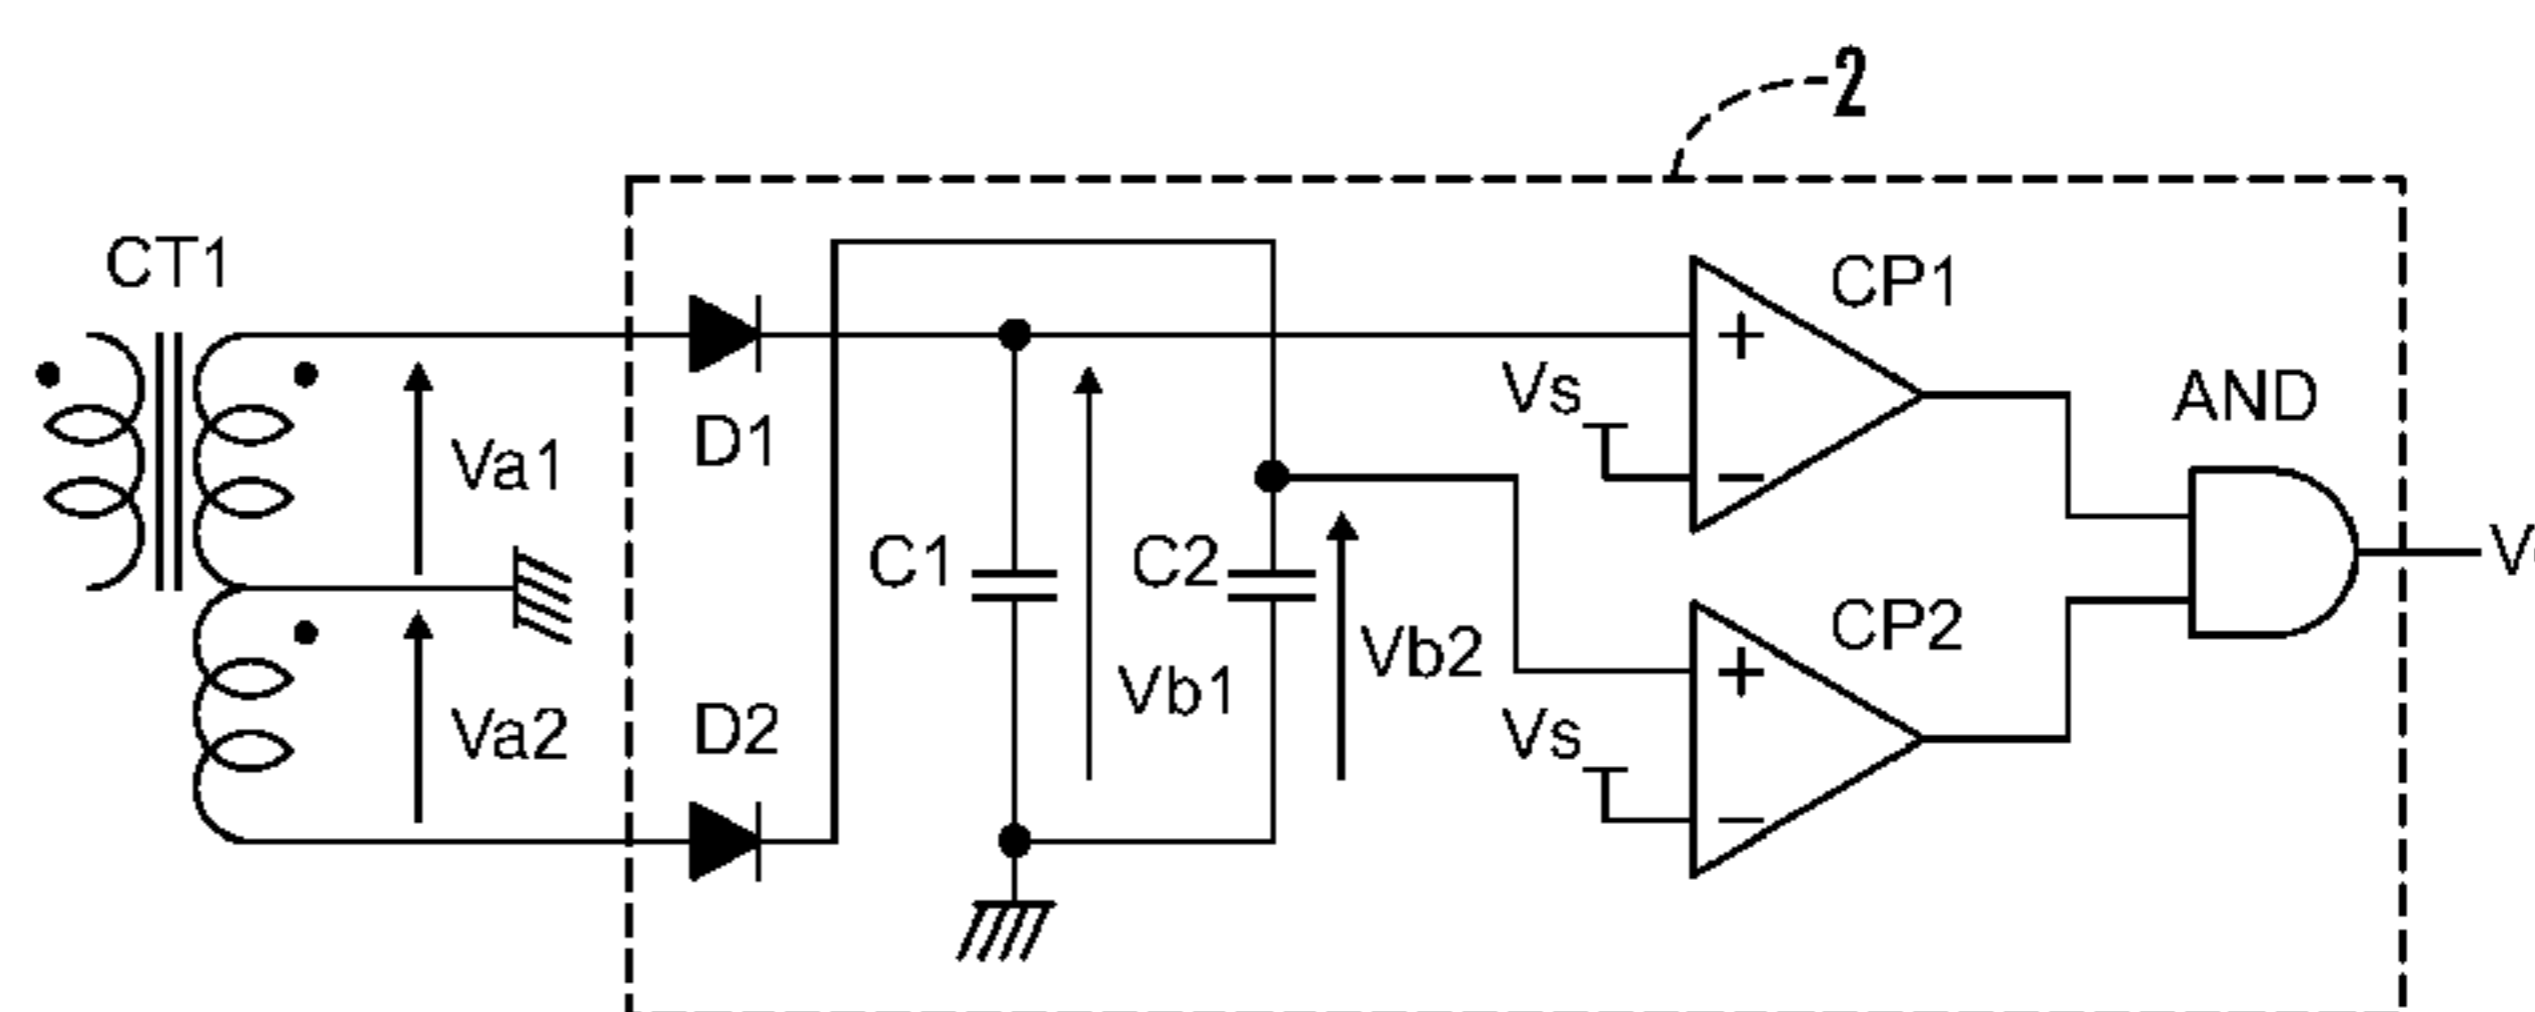 2
CT1
CP1
Vs
AND
D1
Va1
+
−
C1
C2
CP2
Vb2
Vb1
+
D2
Va2
Vs
−